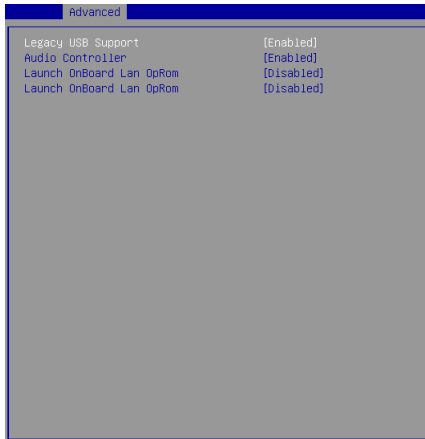 Advanced
Legacy USB Support [Enabled]
Audio Controller [Enabled]
Launch OnBoard Lan OpRom [Disabled]
Launch OnBoard Lan OpRom [Disabled]